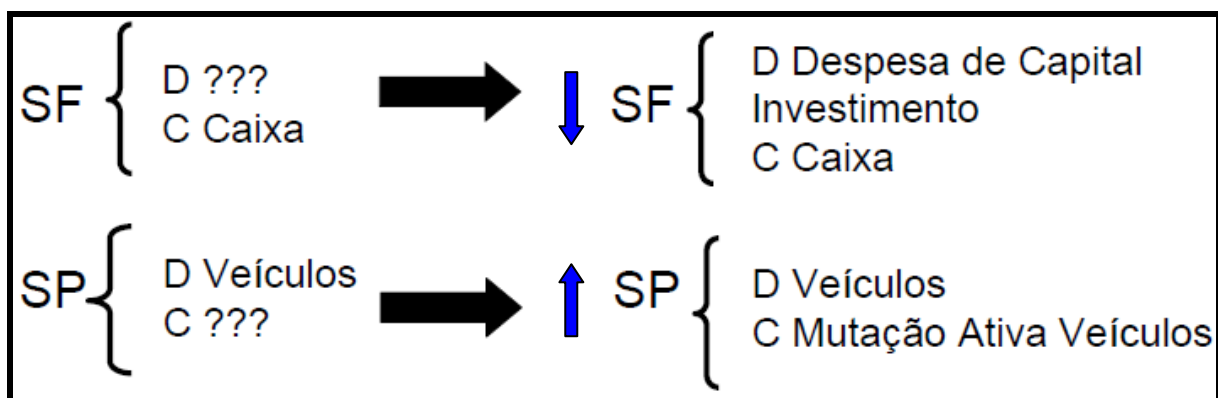 SF
D ???
C Caixa
SF
D Despesa de Capital
Investimento
C Caixa
SP
D Veículos
C ???
SP
D Veículos
C Mutação Ativa Veículos